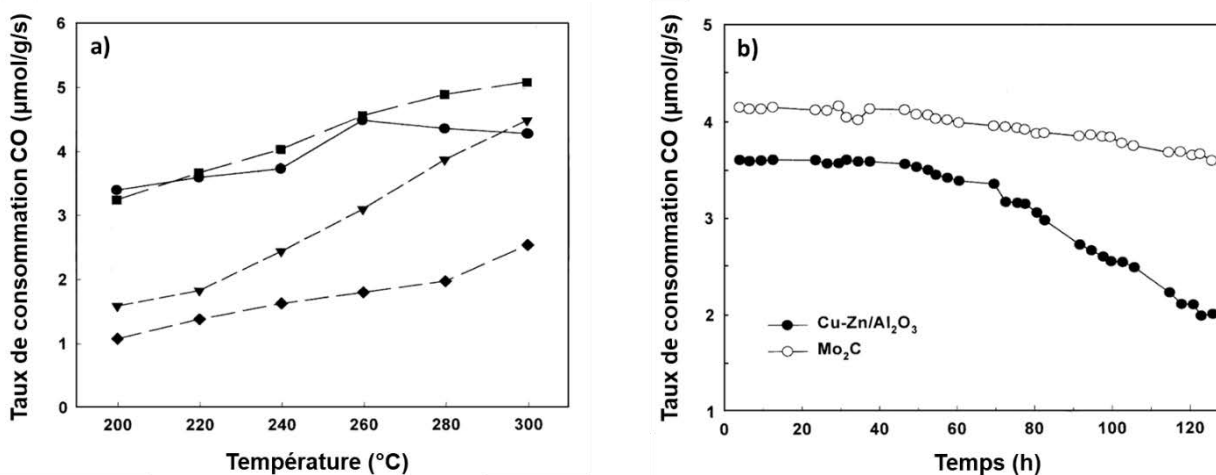 a)
Taux de consommation CO (µmol/g/s)
6
5
4
3
2
1
0
200 220 240 260 280 300
Température (°C)
b)
Taux de consommation CO (µmol/g/s)
5
4
3
2
1
Cu-Zn/Al₂O₃
Mo₂C
0 20 40 60 80 100 120
Temps (h)